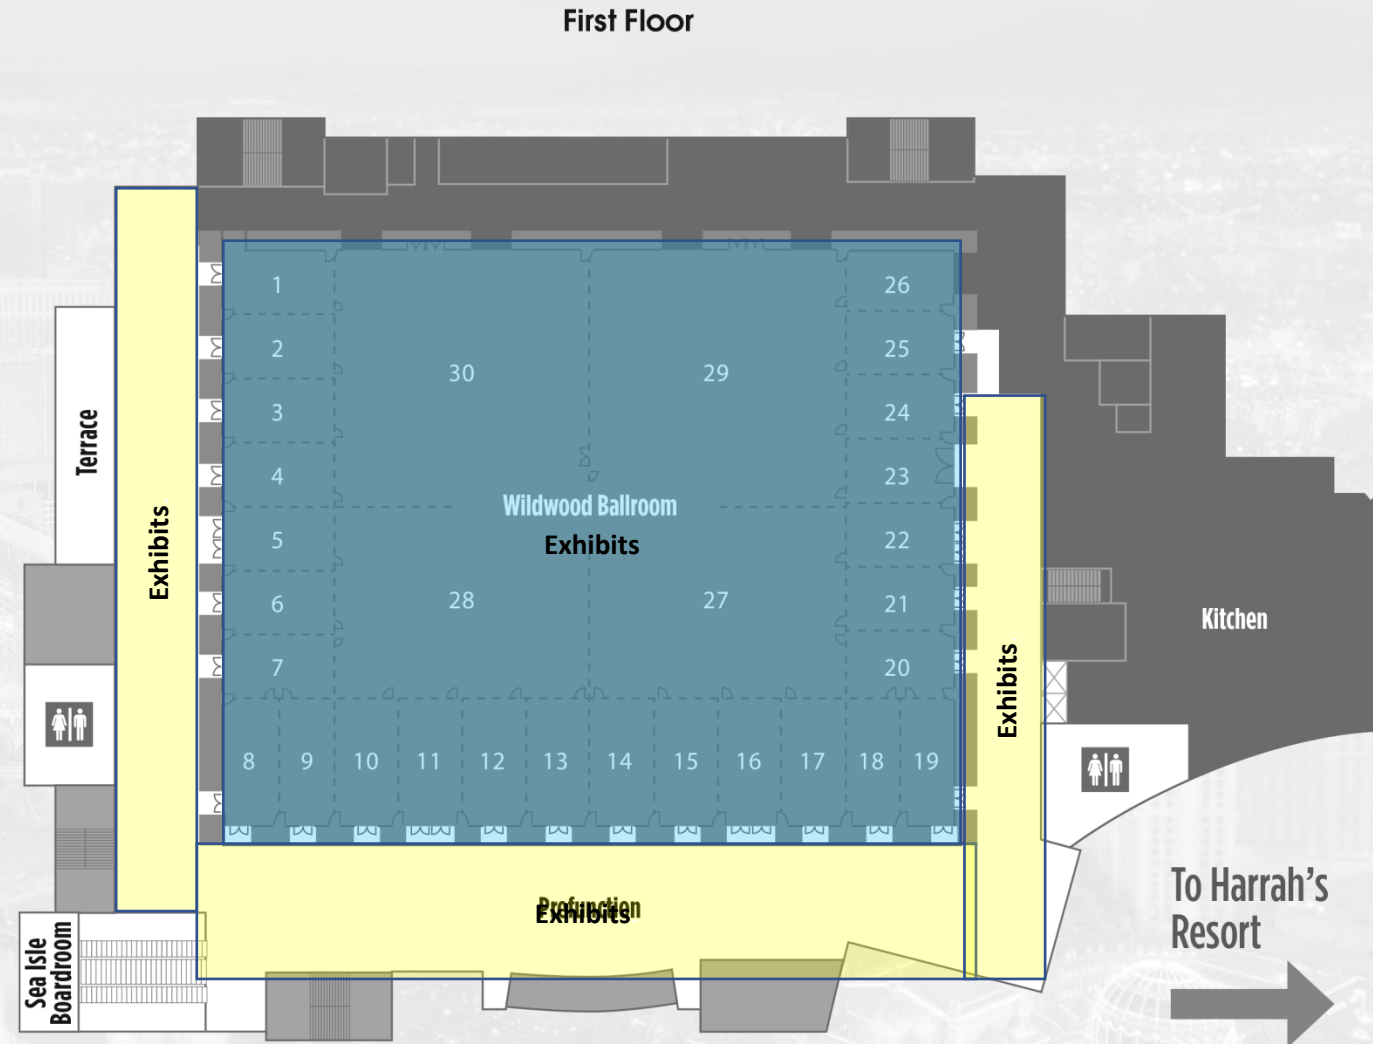 First Floor
1
26
2
25
30
29
3
24
Terrace
4
23
Wildwood Ballroom
Exhibits
5
22
Exhibits
6
21
28
27
Kitchen
7
20
Exhibits
8
9
10
11
12
13
14
15
16
17
18
19
Prefunction
Exhibits
To Harrah's
Resort
Sea Isle
Boardroom